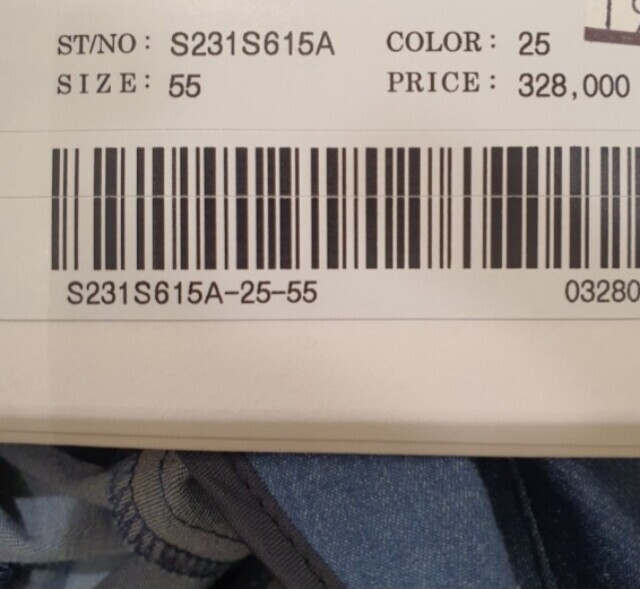 ST/NO : S231S615A COLOR : 25
SIZE : 55 PRICE : 328,000
S231S615A-25-55 03280